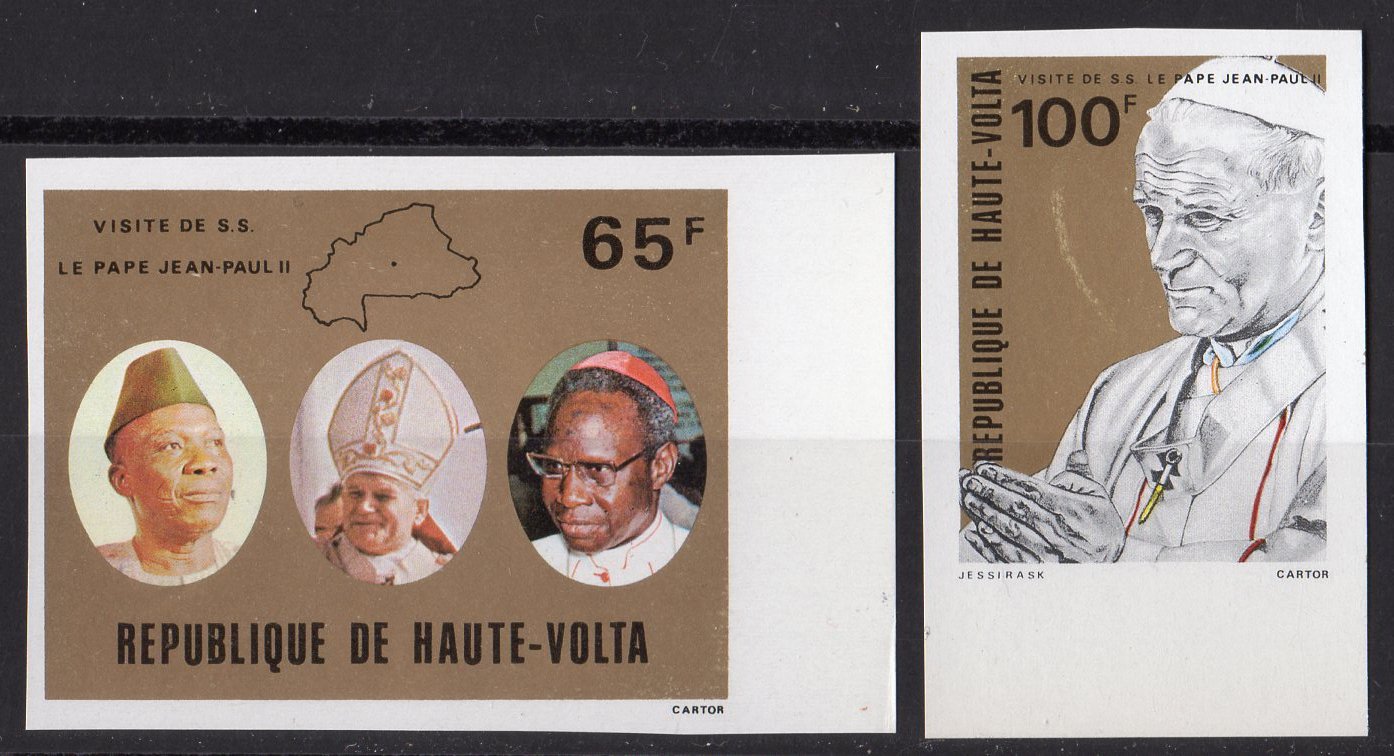 VISITE DE S.S.
LE PAPE JEAN-PAUL II
65F
REPUBLIQUE DE HAUTE-VOLTA
CARTOR
VISITE DE S.S. LE PAPE JEAN-PAUL II
100F
REPUBLIQUE DE HAUTE-VOLTA
JESSIRASK
CARTOR